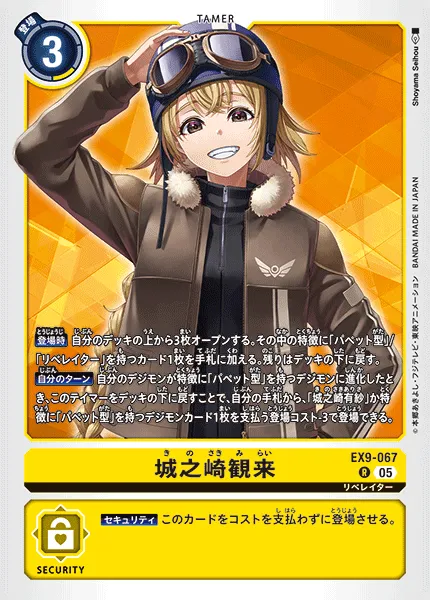 TAMER
登場
3
Shoyama Seihou
BANDAI MADE IN JAPAN
©本郷あきよし・フジテレビ・東映アニメーション
登場時 自分のデッキの上から3枚オープンする。その中の特徴に「パペット型」/
「リベレイター」を持つカード1枚を手札に加える。残りはデッキの下に戻す。
自分のターン 自分のデジモンが特徴に「パペット型」を持つデジモンに進化したと
き、このテイマーをデッキの下に戻すことで、自分の手札から、「城之崎有紗」か特
徴に「パペット型」を持つデジモンカード1枚を支払う登場コスト-3で登場できる。
きのさきみらい
城之崎観来
EX9-067
R 05
リベレイター
セキュリティ このカードをコストを支払わずに登場させる。
SECURITY